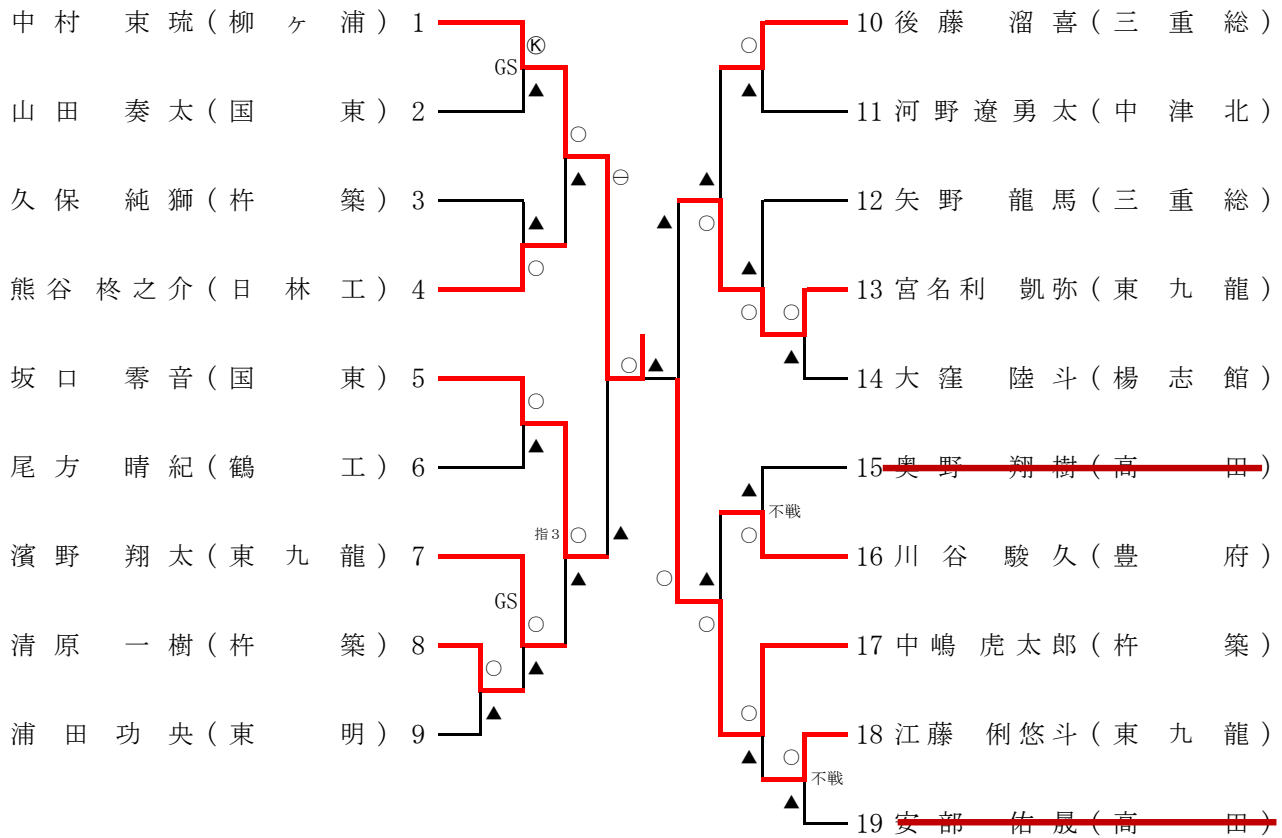 中村 束琉(柳ヶ浦) 1
Ⓚ
GS
▲
山田 奏太(国東) 2
○
▲
⊖
久保 純獅(杵築) 3
▲
○
熊谷 柊之介(日林工) 4
坂口 零音(国東) 5
○
▲
尾方 晴紀(鶴工) 6
指3 ○
▲
▲
濱野 翔太(東九龍) 7
GS
○
▲
清原 一樹(杵築) 8
○
▲
浦田功央(東明) 9
○ ▲
▲
○
10 後藤 溜喜(三重総)
○
▲
11 河野遼勇太(中津北)
▲
○
12 矢野 龍馬(三重総)
▲
○
13 宮名利 凱弥(東九龍)
○
▲
14 大窪 陸斗(楊志館)
15 奥野 翔樹(高田)
▲
不戦
○
16 川谷駿久(豊府)
▲
○
17 中嶋虎太郎(杵築)
○
▲
18 江藤 俐悠斗(東九龍)
○
不戦
▲
19 安部 佑晟(高田)